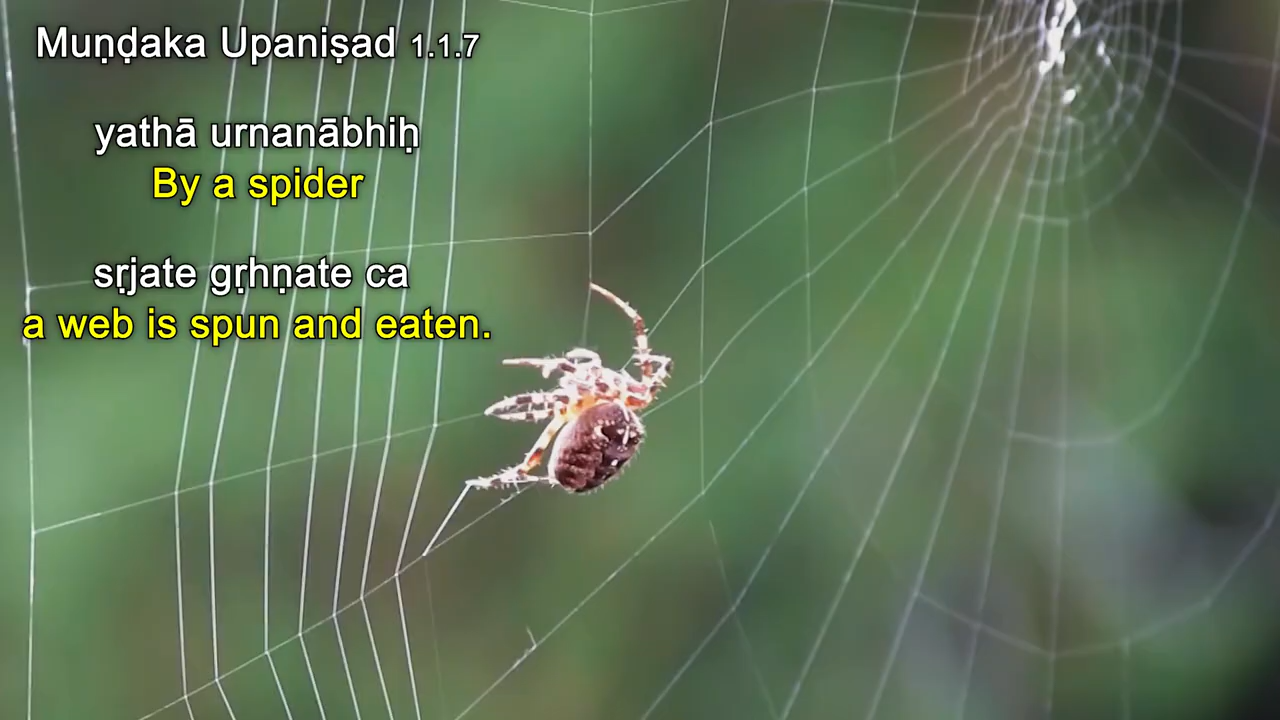 Muṇḍaka Upaniṣad 1.1.7
yathā urnanābhiḥ
By a spider
sṛjate gṛhṇate ca
a web is spun and eaten.